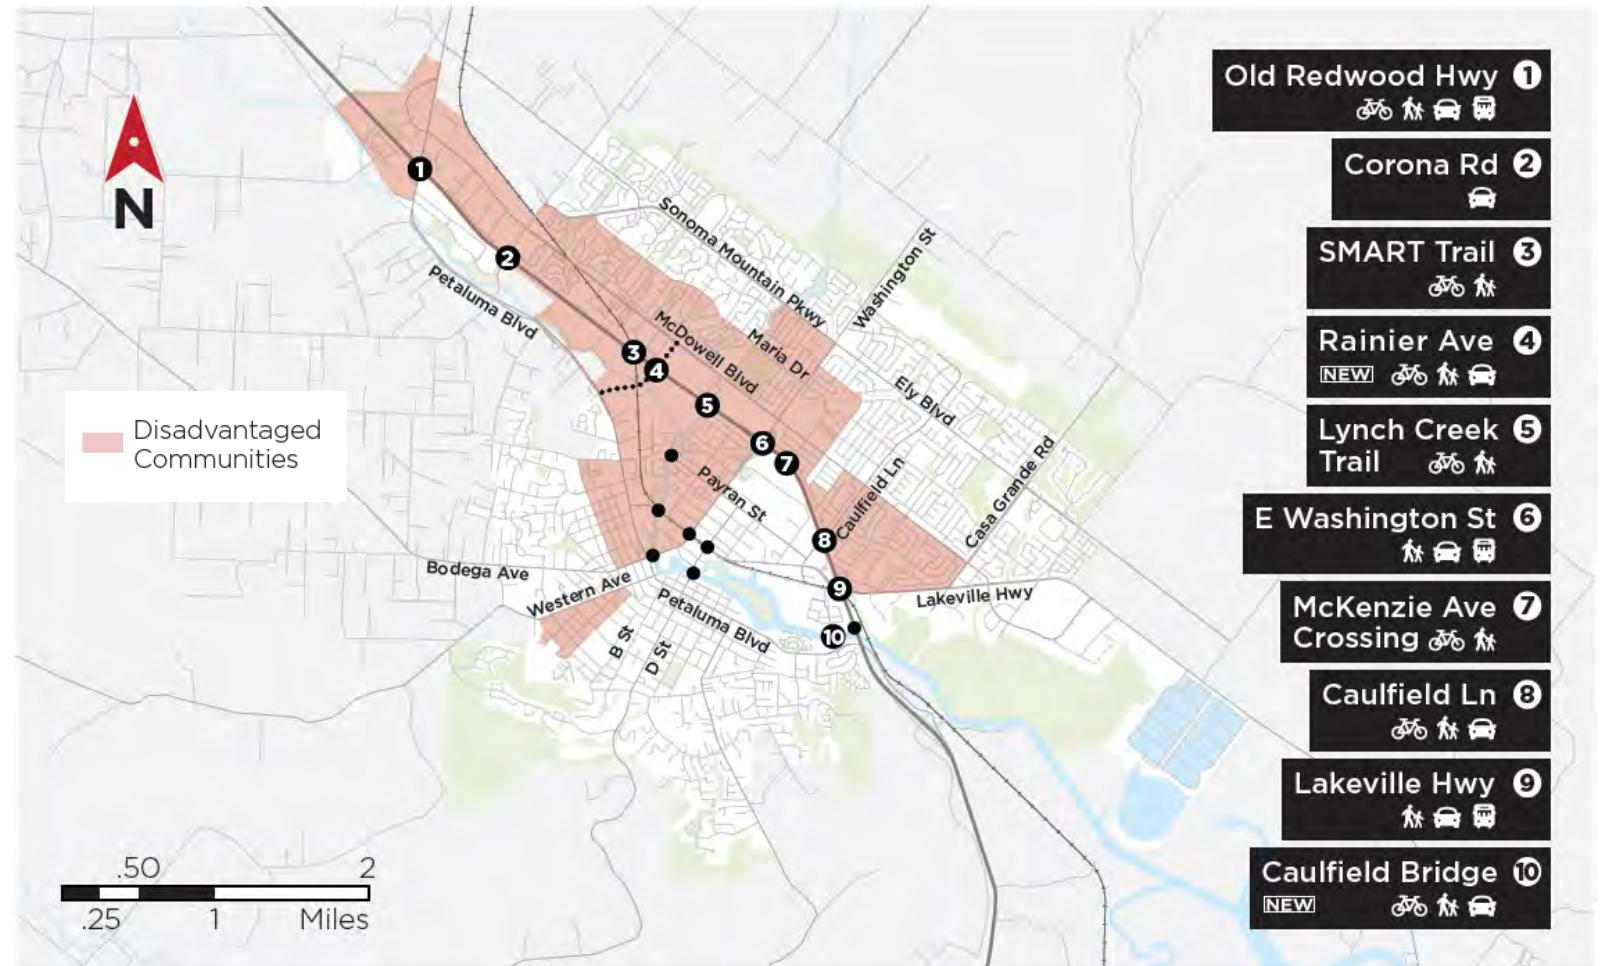 Old Redwood Hwy 1
Corona Rd 2
SMART Trail 3
Rainier Ave 4
NEW
Lynch Creek 5
Trail
E Washington St 6
McKenzie Ave 7
Crossing
Caulfield Ln 8
Lakeville Hwy 9
Caulfield Bridge 10
NEW
N
Disadvantaged
Communities
.50 2
.25 1 Miles
1
2
3
4
5
6
7
8
9
10
Sonoma Mountain Pkwy
Washington St
Petaluma Blvd
McDowell Blvd
Maria Dr
Ely Blvd
Payran St
Caulfield Ln
Casa Grande Rd
Bodega Ave
Western Ave
Lakeville Hwy
Petaluma Blvd
B St
D St